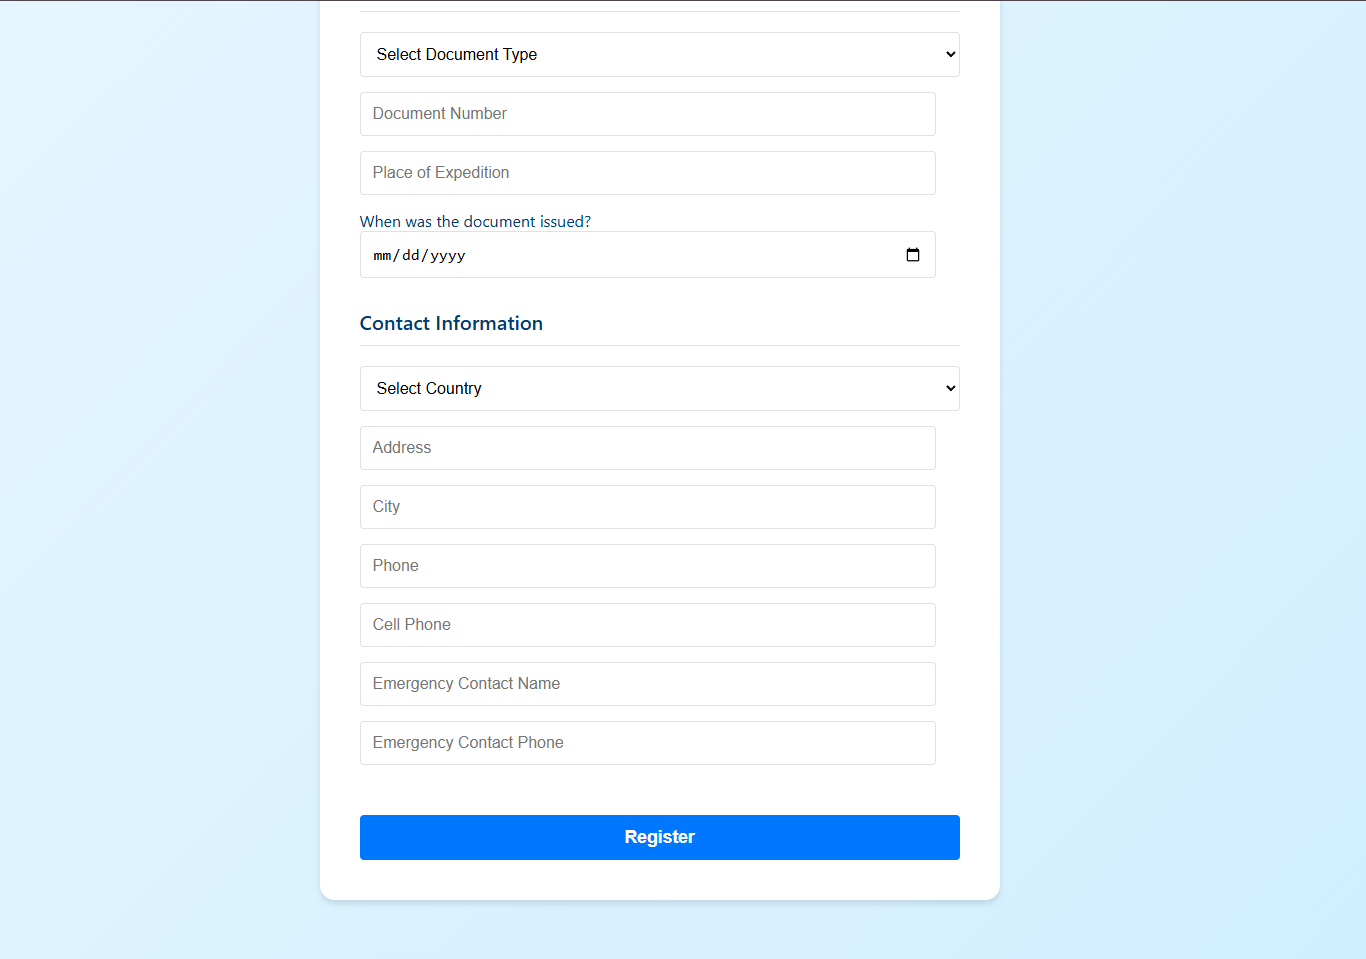 Select Document Type
Document Number
Place of Expedition
When was the document issued?
mm/dd/yyyy
Contact Information
Select Country
Address
City
Phone
Cell Phone
Emergency Contact Name
Emergency Contact Phone
Register